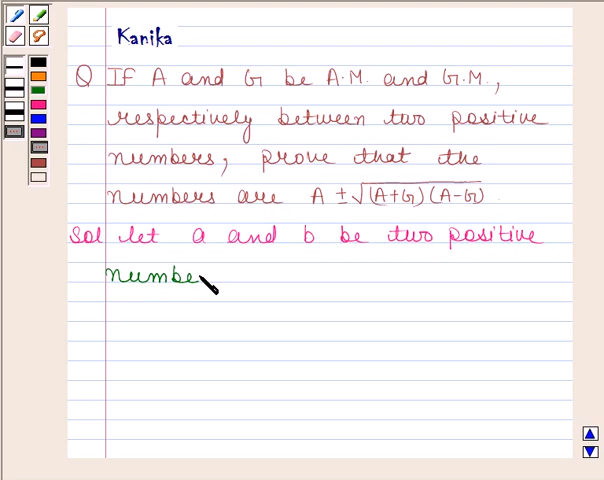 Kanika
Q If A and G be A.M. and G.M.,
respectively between two positive
numbers, prove that the
numbers are A ± √(A+G)(A-G)
Sol let a and b be two positive
numbe